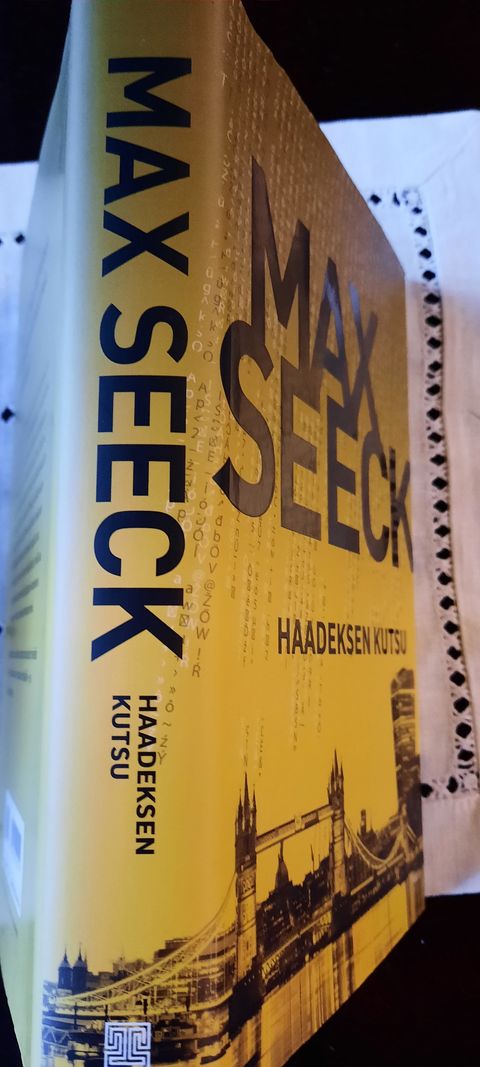 MAX SEECK
HAADEKSEN
KUTSU
MAX
SEECK
HAADEKSEN KUTSU